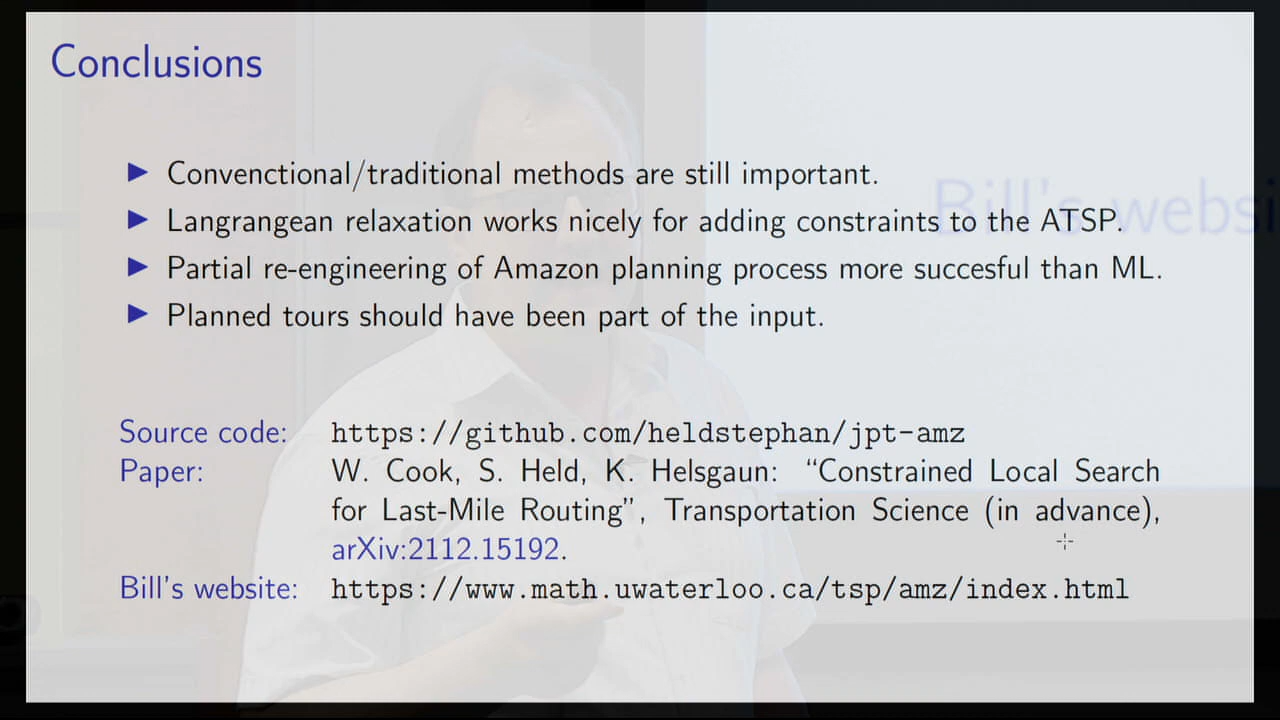 Conclusions
▶ Convenctional/traditional methods are still important.
▶ Langrangean relaxation works nicely for adding constraints to the ATSP.
▶ Partial re-engineering of Amazon planning process more succesful than ML.
▶ Planned tours should have been part of the input.
Source code: https://github.com/heldstephan/jpt-amz
Paper: W. Cook, S. Held, K. Helsgaun: “Constrained Local Search
for Last-Mile Routing”, Transportation Science (in advance),
arXiv:2112.15192.
Bill's website: https://www.math.uwaterloo.ca/tsp/amz/index.html
Bill's websi